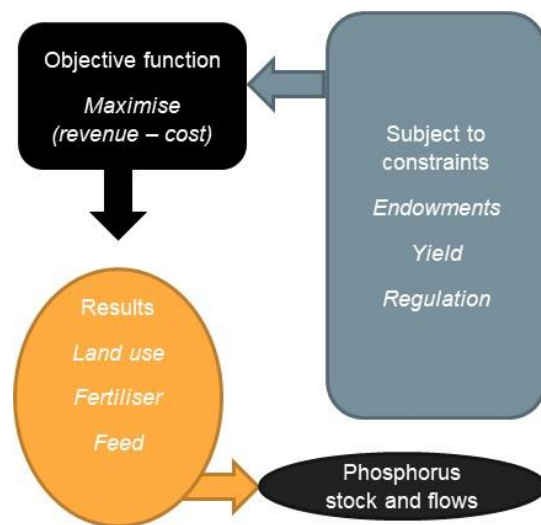 Objective function
Maximise
(revenue – cost)
Subject to
constraints
Endowments
Yield
Regulation
Results
Land use
Fertiliser
Feed
Phosphorus
stock and flows